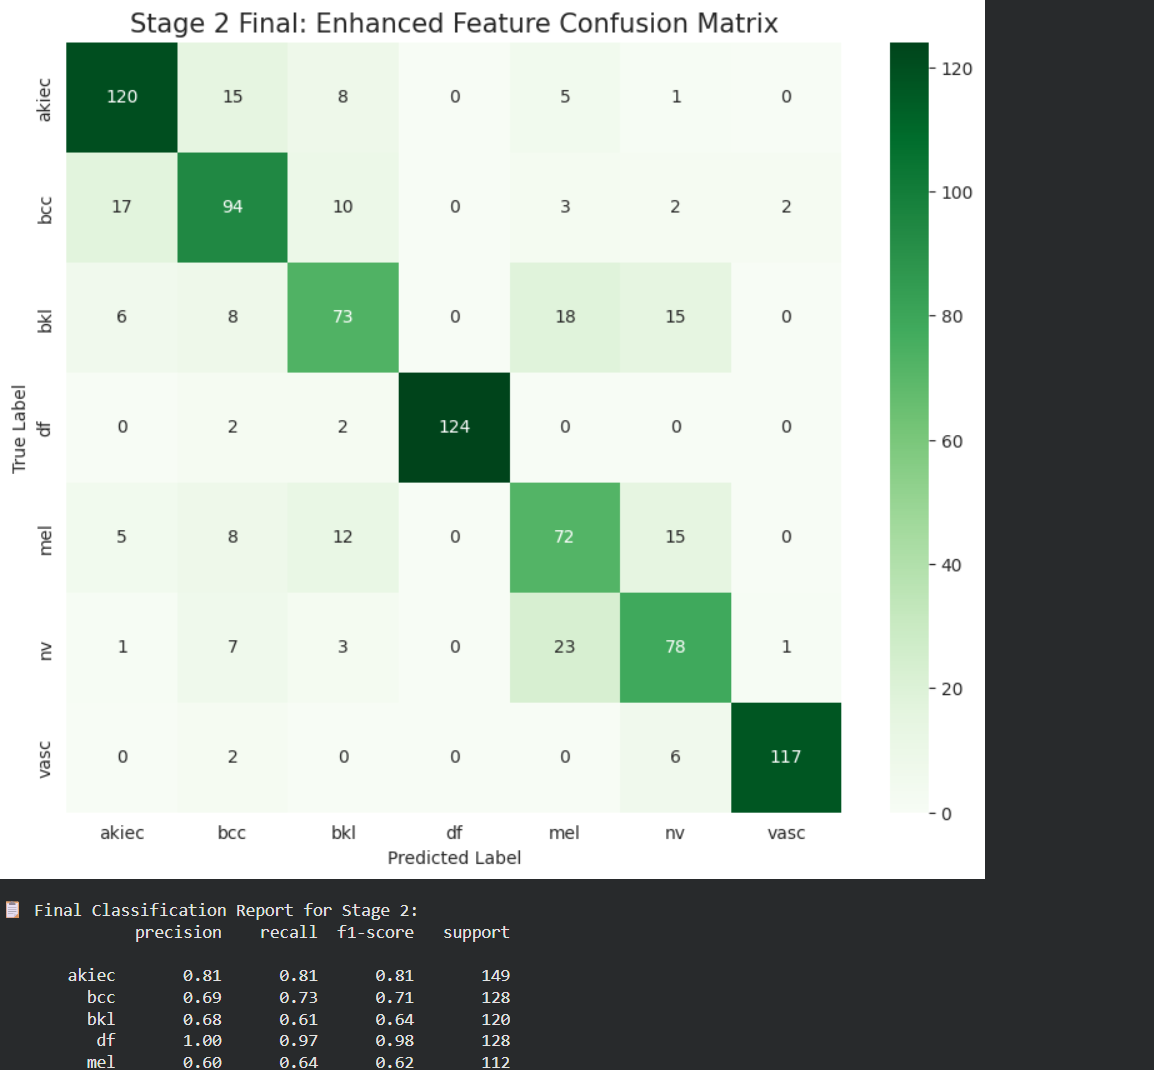 Stage 2 Final: Enhanced Feature Confusion Matrix
akiec 120 15 8 0 5 1 0
bcc 17 94 10 0 3 2 2
bkl 6 8 73 0 18 15 0
df 0 2 2 124 0 0 0
mel 5 8 12 0 72 15 0
nv 1 7 3 0 23 78 1
vasc 0 2 0 0 0 6 117
True Label
akiec bcc bkl df mel nv vasc
Predicted Label
120
100
80
60
40
20
0
📋 Final Classification Report for Stage 2:
precision recall f1-score support
akiec 0.81 0.81 0.81 149
bcc 0.69 0.73 0.71 128
bkl 0.68 0.61 0.64 120
df 1.00 0.97 0.98 128
mel 0.60 0.64 0.62 112